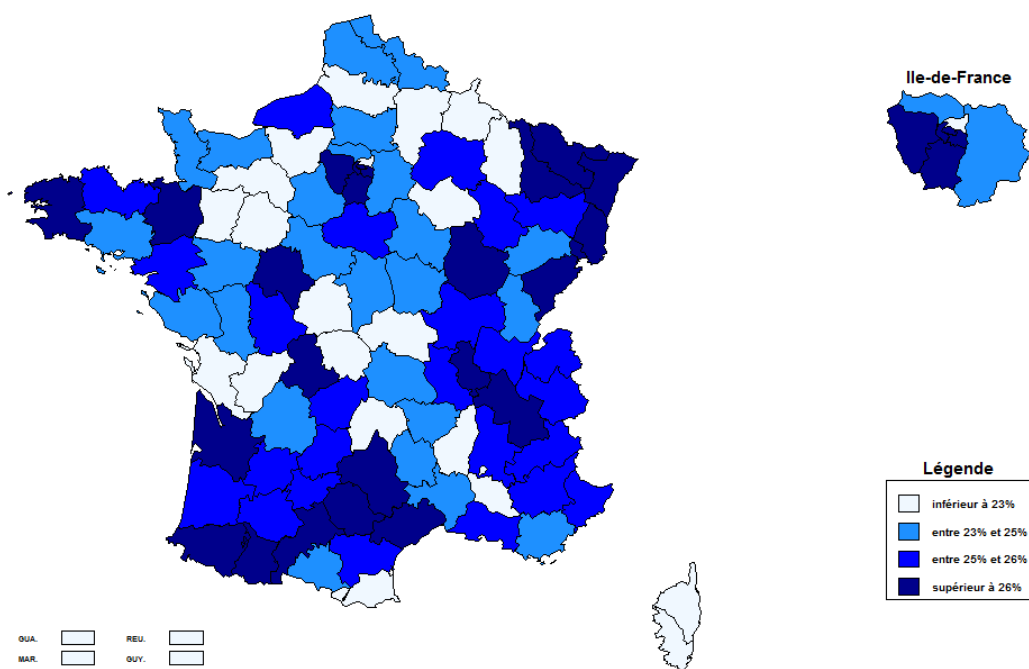 Ile-de-France
Légende
inférieur à 23%
entre 23% et 25%
entre 25% et 26%
supérieur à 26%
GUA. REU.
MAR. GUY.